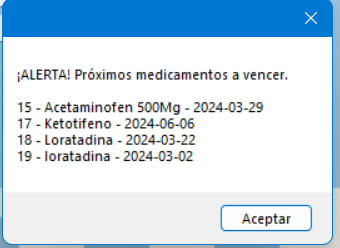 ¡ALERTA! Próximos medicamentos a vencer.
15 - Acetaminofen 500Mg - 2024-03-29
17 - Ketotifeno - 2024-06-06
18 - Loratadina - 2024-03-22
19 - loratadina - 2024-03-02
Aceptar